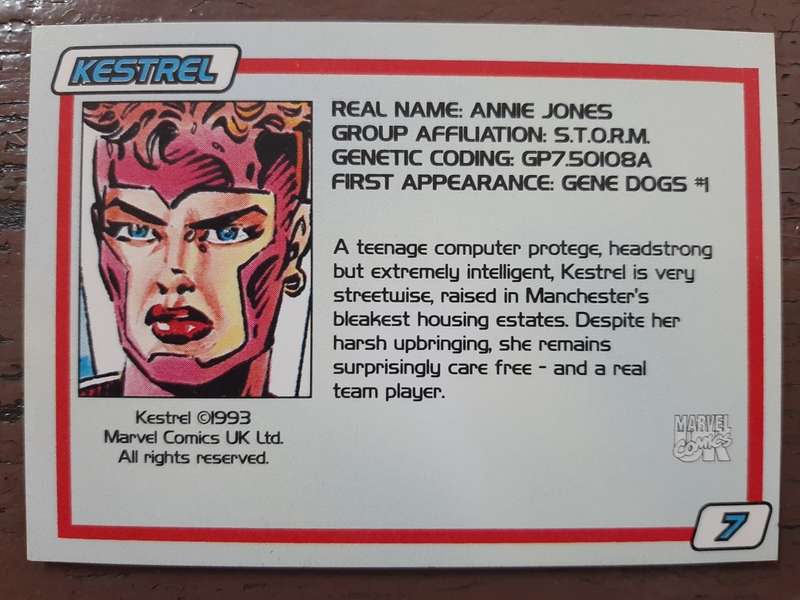 KESTREL
REAL NAME: ANNIE JONES
GROUP AFFILIATION: S.T.O.R.M.
GENETIC CODING: GP7.50108A
FIRST APPEARANCE: GENE DOGS #1
A teenage computer protege, headstrong
but extremely intelligent, Kestrel is very
streetwise, raised in Manchester's
bleakest housing estates. Despite her
harsh upbringing, she remains
surprisingly care free - and a real
team player.
Kestrel ©1993
Marvel Comics UK Ltd.
All rights reserved.
MARVEL
COMICS
UK
7